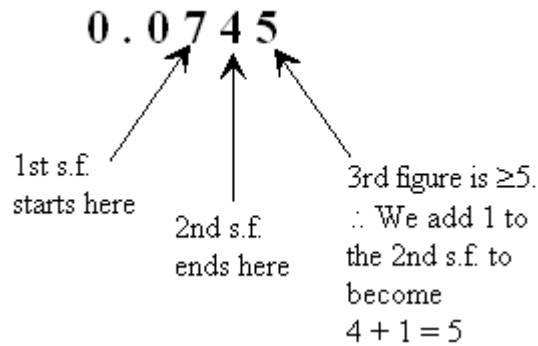 0.0745
1st s.f.
starts here
2nd s.f.
ends here
3rd figure is ≥5.
∴ We add 1 to
the 2nd s.f. to
become
4 + 1 = 5